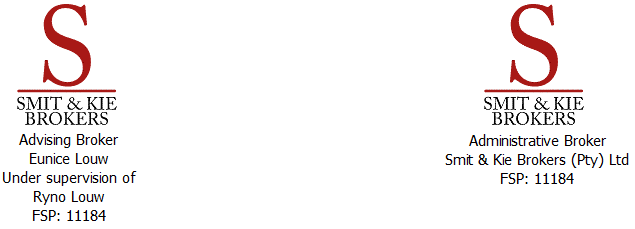 S
SMIT & KIE
BROKERS
Advising Broker
Eunice Louw
Under supervision of
Ryno Louw
FSP: 11184
S
SMIT & KIE
BROKERS
Administrative Broker
Smit & Kie Brokers (Pty) Ltd
FSP: 11184